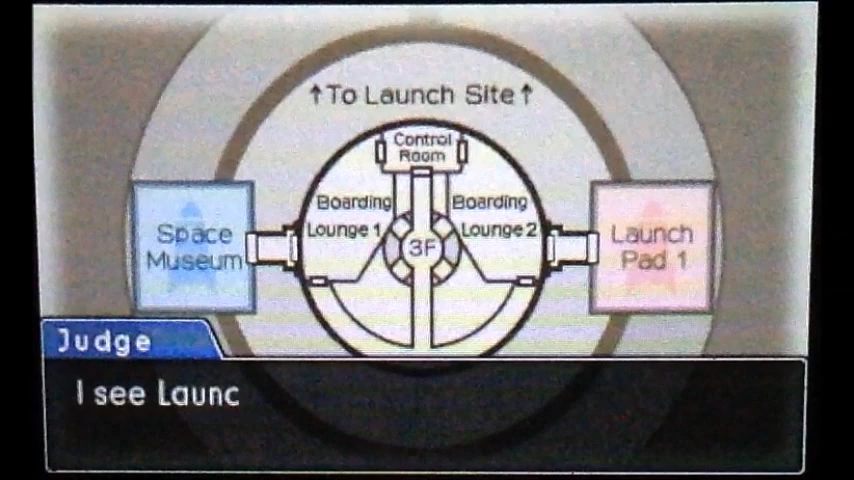 ↑To Launch Site↑
Control
Room
Boarding
Lounge 1
Boarding
Lounge 2
3F
Space
Museum
Launch
Pad 1
Judge
I see Launc